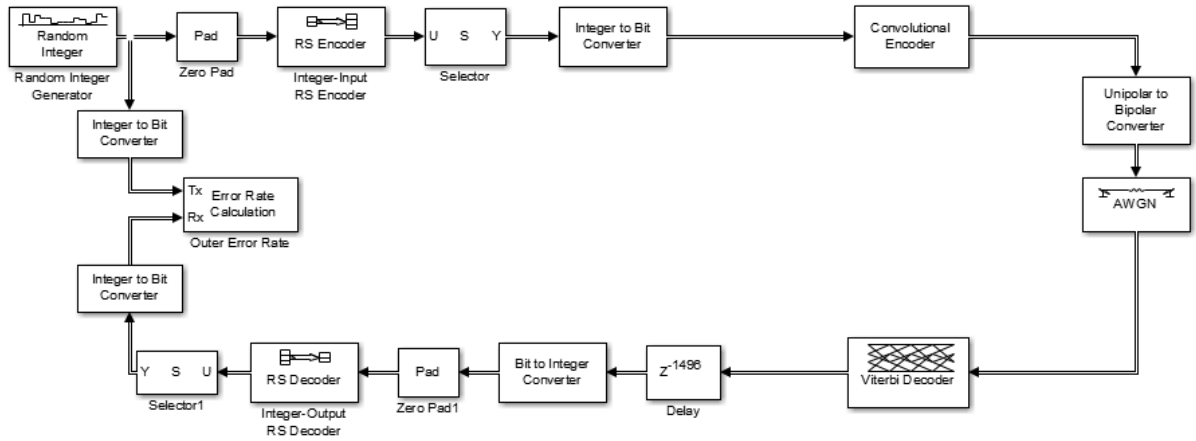 Random
Integer
Random Integer
Generator
Pad
Zero Pad
RS Encoder
Integer-Input
RS Encoder
U S Y
Selector
Integer to Bit
Converter
Convolutional
Encoder
Unipolar to
Bipolar
Converter
AWGN
Integer to Bit
Converter
Tx
Rx
Error Rate
Calculation
Outer Error Rate
Integer to Bit
Converter
Y S U
Selector1
RS Decoder
Integer-Output
RS Decoder
Pad
Zero Pad1
Bit to Integer
Converter
Z-1496
Delay
Viterbi Decoder